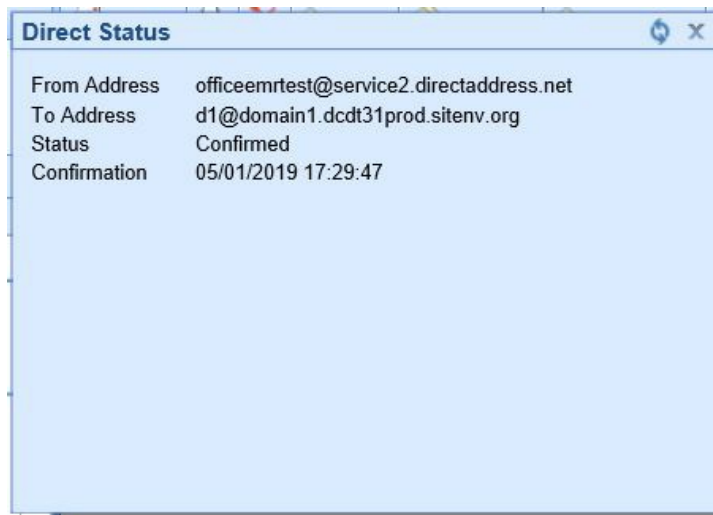 Direct Status
From Address officeemrtest@service2.directaddress.net
To Address d1@domain1.dcdt31prod.sitenv.org
Status Confirmed
Confirmation 05/01/2019 17:29:47